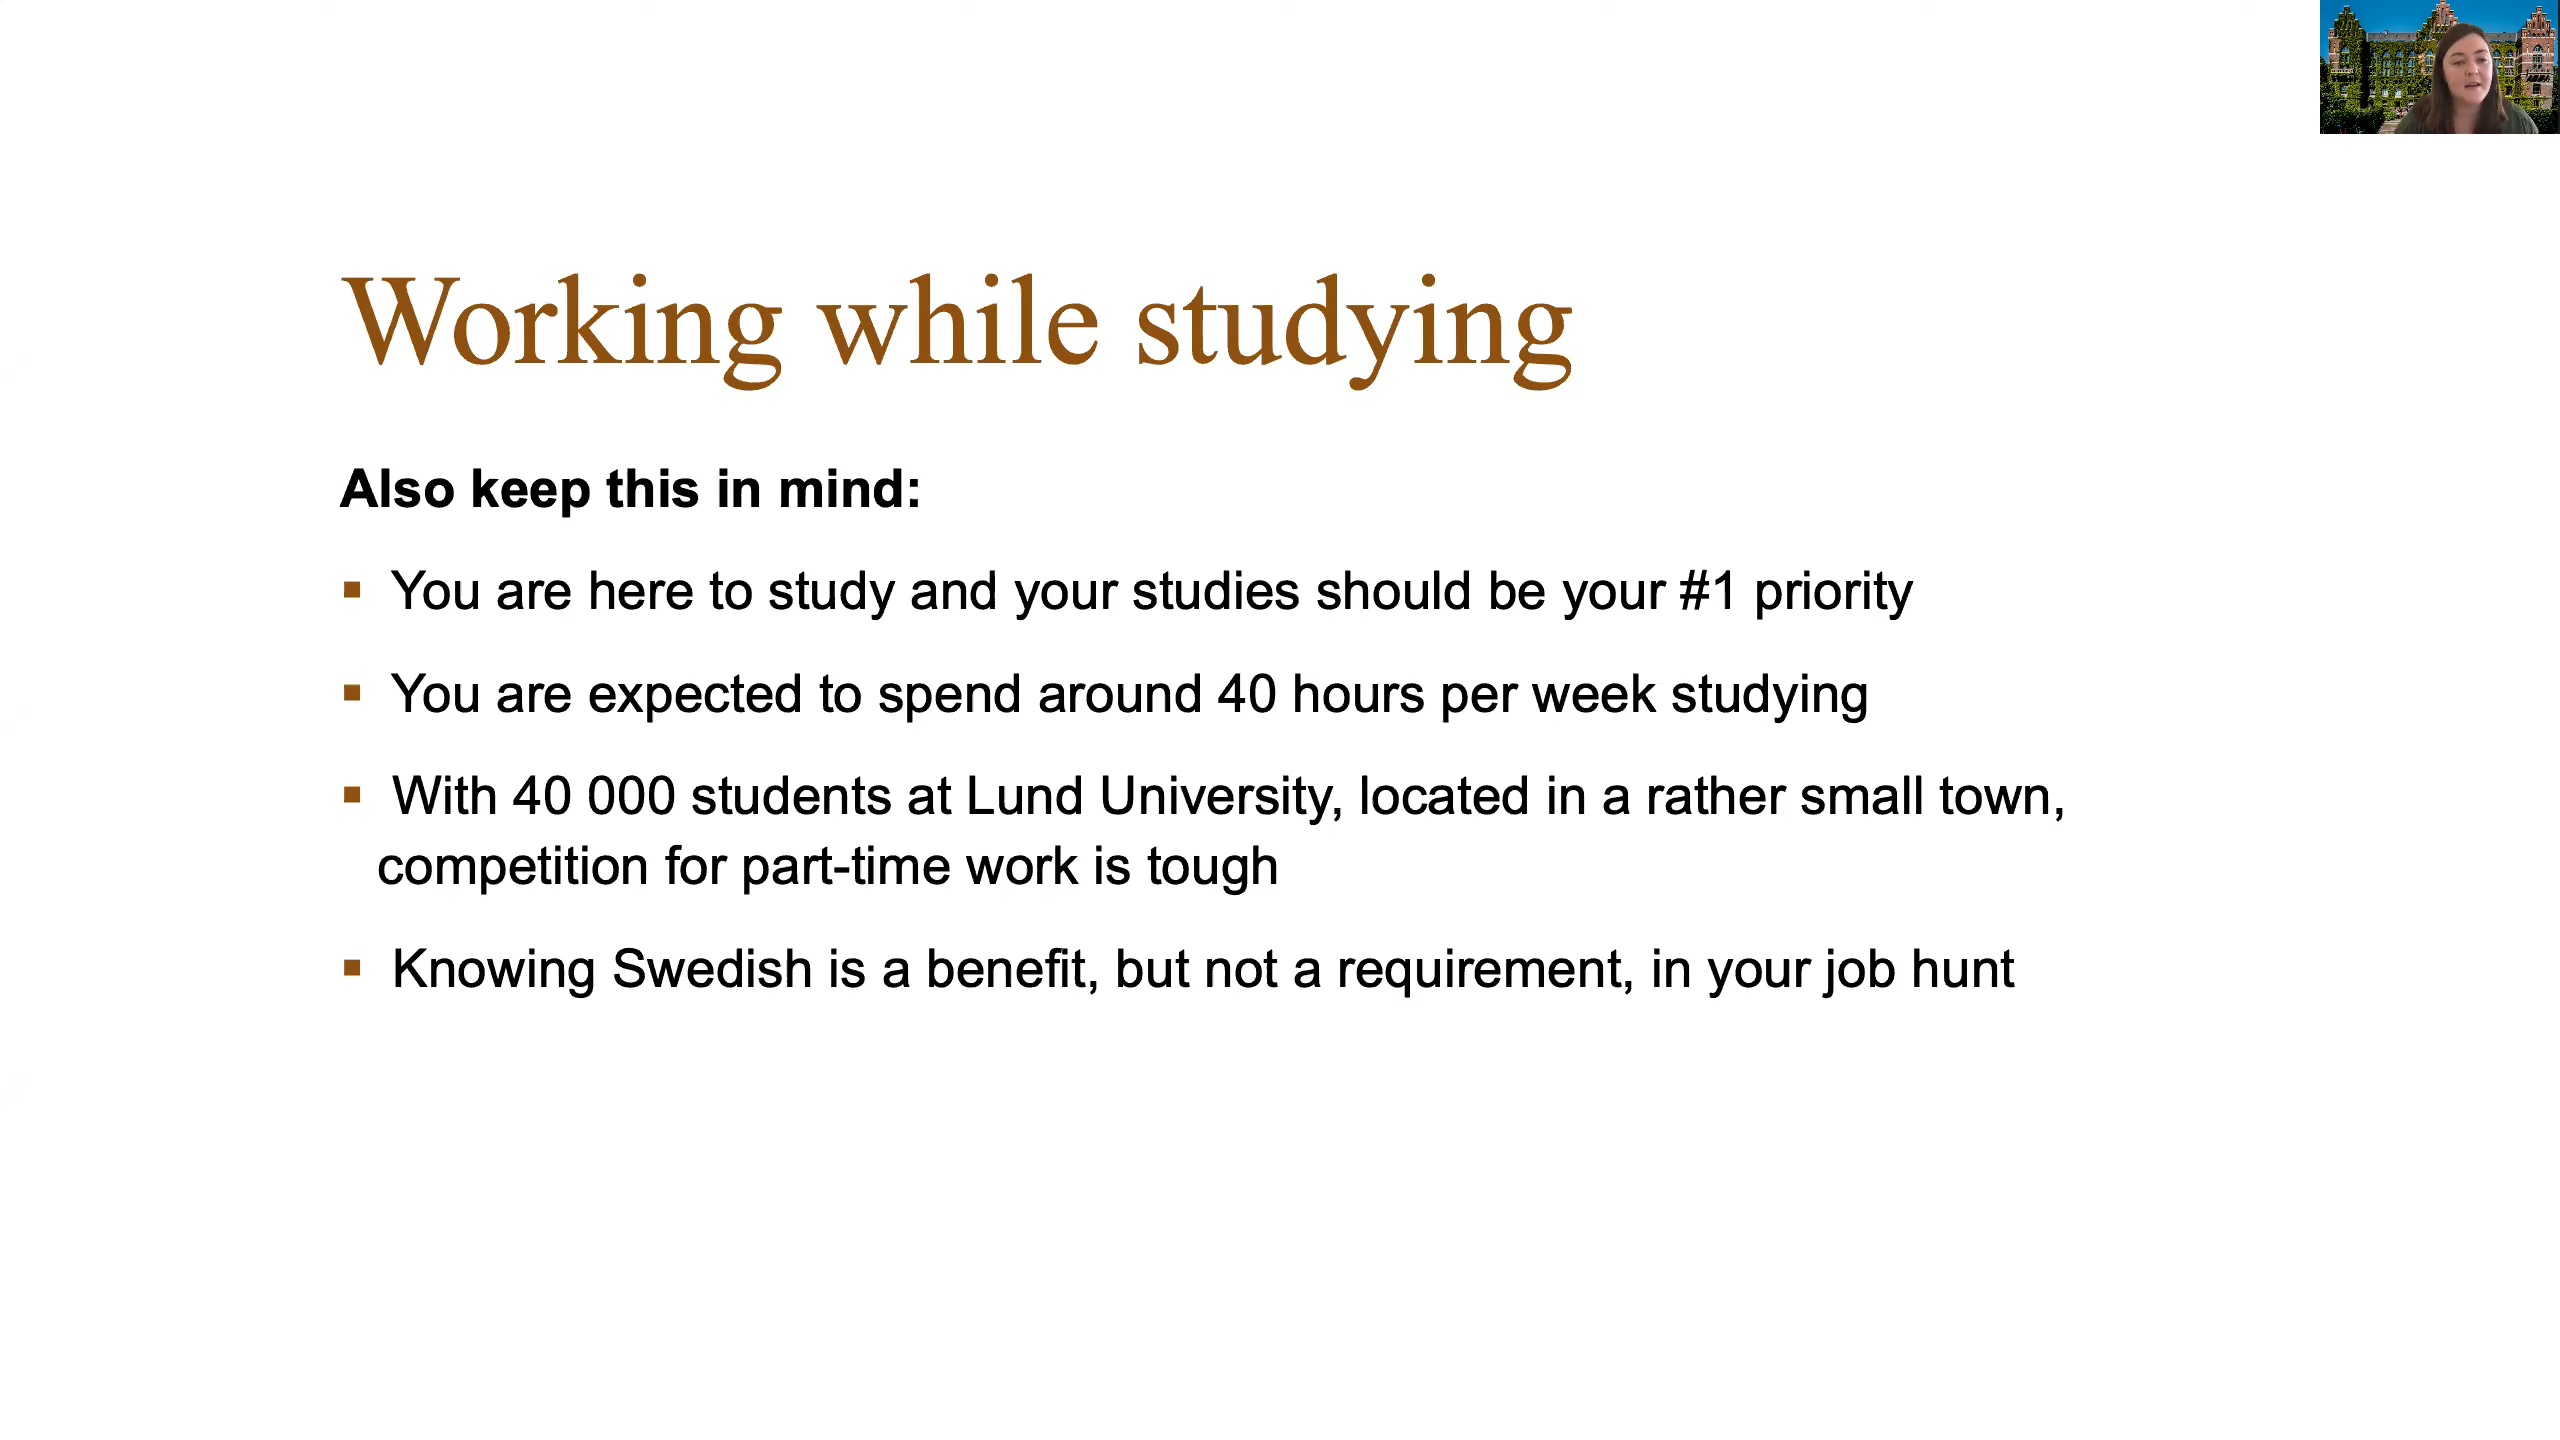 Working while studying
Also keep this in mind:
▪ You are here to study and your studies should be your #1 priority
▪ You are expected to spend around 40 hours per week studying
▪ With 40 000 students at Lund University, located in a rather small town,
competition for part-time work is tough
▪ Knowing Swedish is a benefit, but not a requirement, in your job hunt